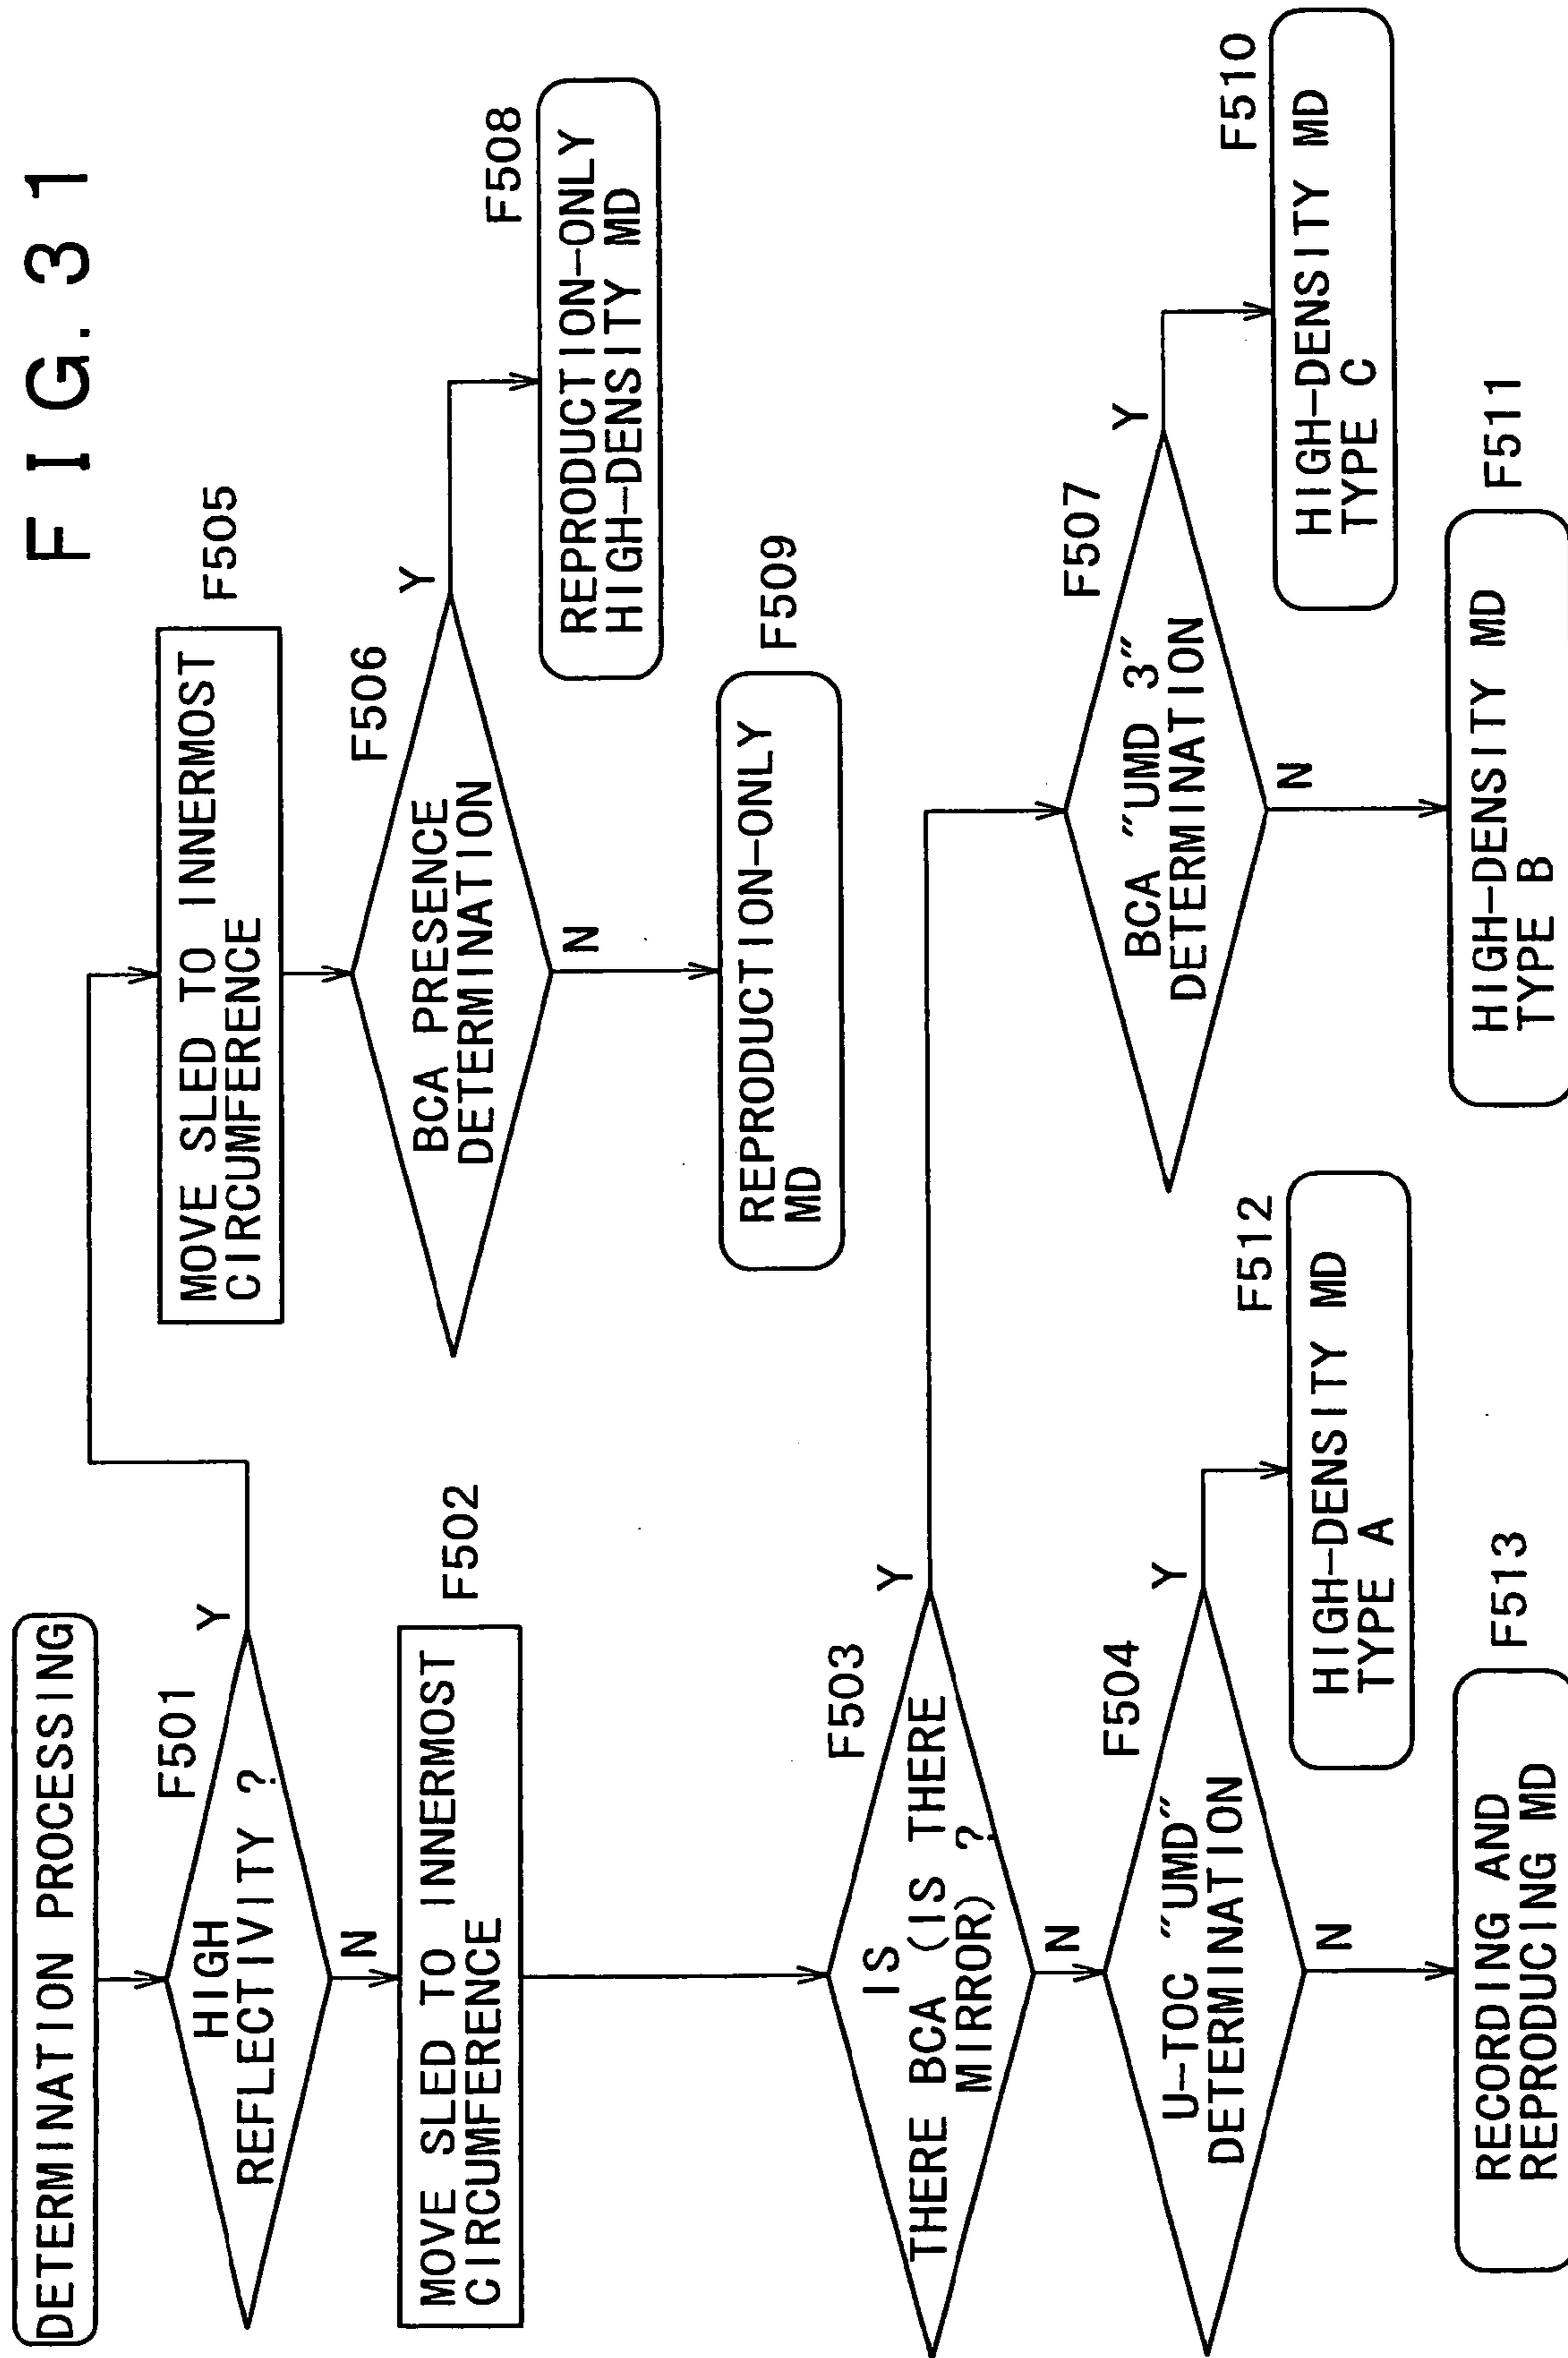 FIG. 31
DETERMINATION PROCESSING
F501
HIGH
REFLECTIVITY ?
Y
N
F502
MOVE SLED TO INNERMOST
CIRCUMFERENCE
F503
IS
THERE BCA (IS THERE
MIRROR) ?
Y
N
F504
U-TOC "UMD"
DETERMINATION
Y
N
F512
HIGH-DENSITY MD
TYPE A
F513
RECORDING AND
REPRODUCING MD
F505
MOVE SLED TO INNERMOST
CIRCUMFERENCE
F506
BCA PRESENCE
DETERMINATION
Y
N
F508
REPRODUCTION-ONLY
HIGH-DENSITY MD
F509
REPRODUCTION-ONLY
MD
F507
BCA "UMD 3"
DETERMINATION
Y
N
F510
HIGH-DENSITY MD
TYPE C
F511
HIGH-DENSITY MD
TYPE B